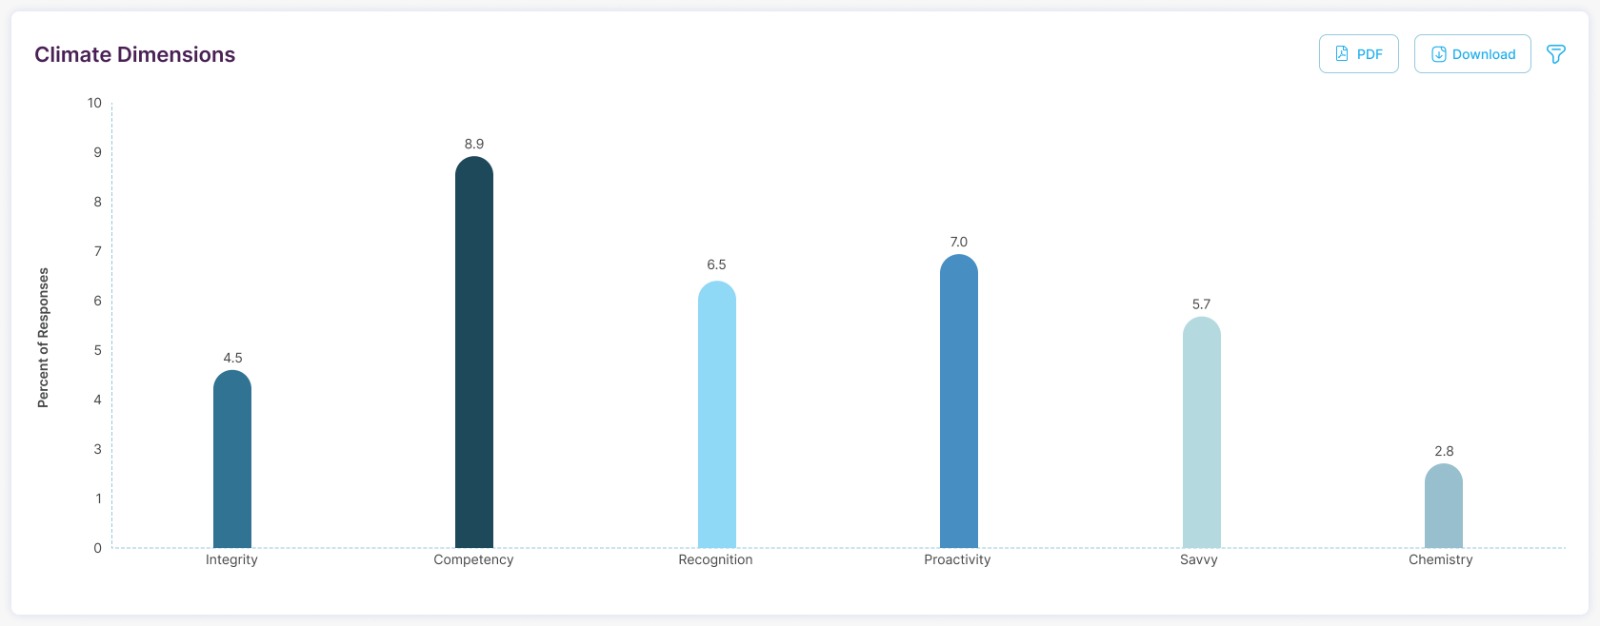 Climate Dimensions
PDF
Download
Percent of Responses
10
9
8
7
6
5
4
3
1
0
4.5
8.9
6.5
7.0
5.7
2.8
Integrity
Competency
Recognition
Proactivity
Savvy
Chemistry